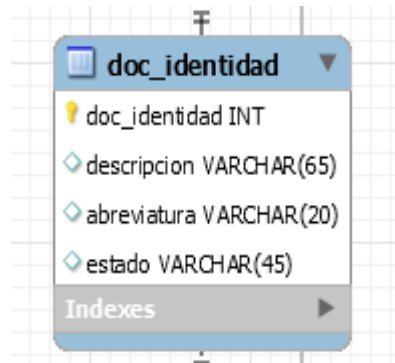 doc_identidad
doc_identidad INT
descripcion VARCHAR(65)
abreviatura VARCHAR(20)
estado VARCHAR(45)
Indexes